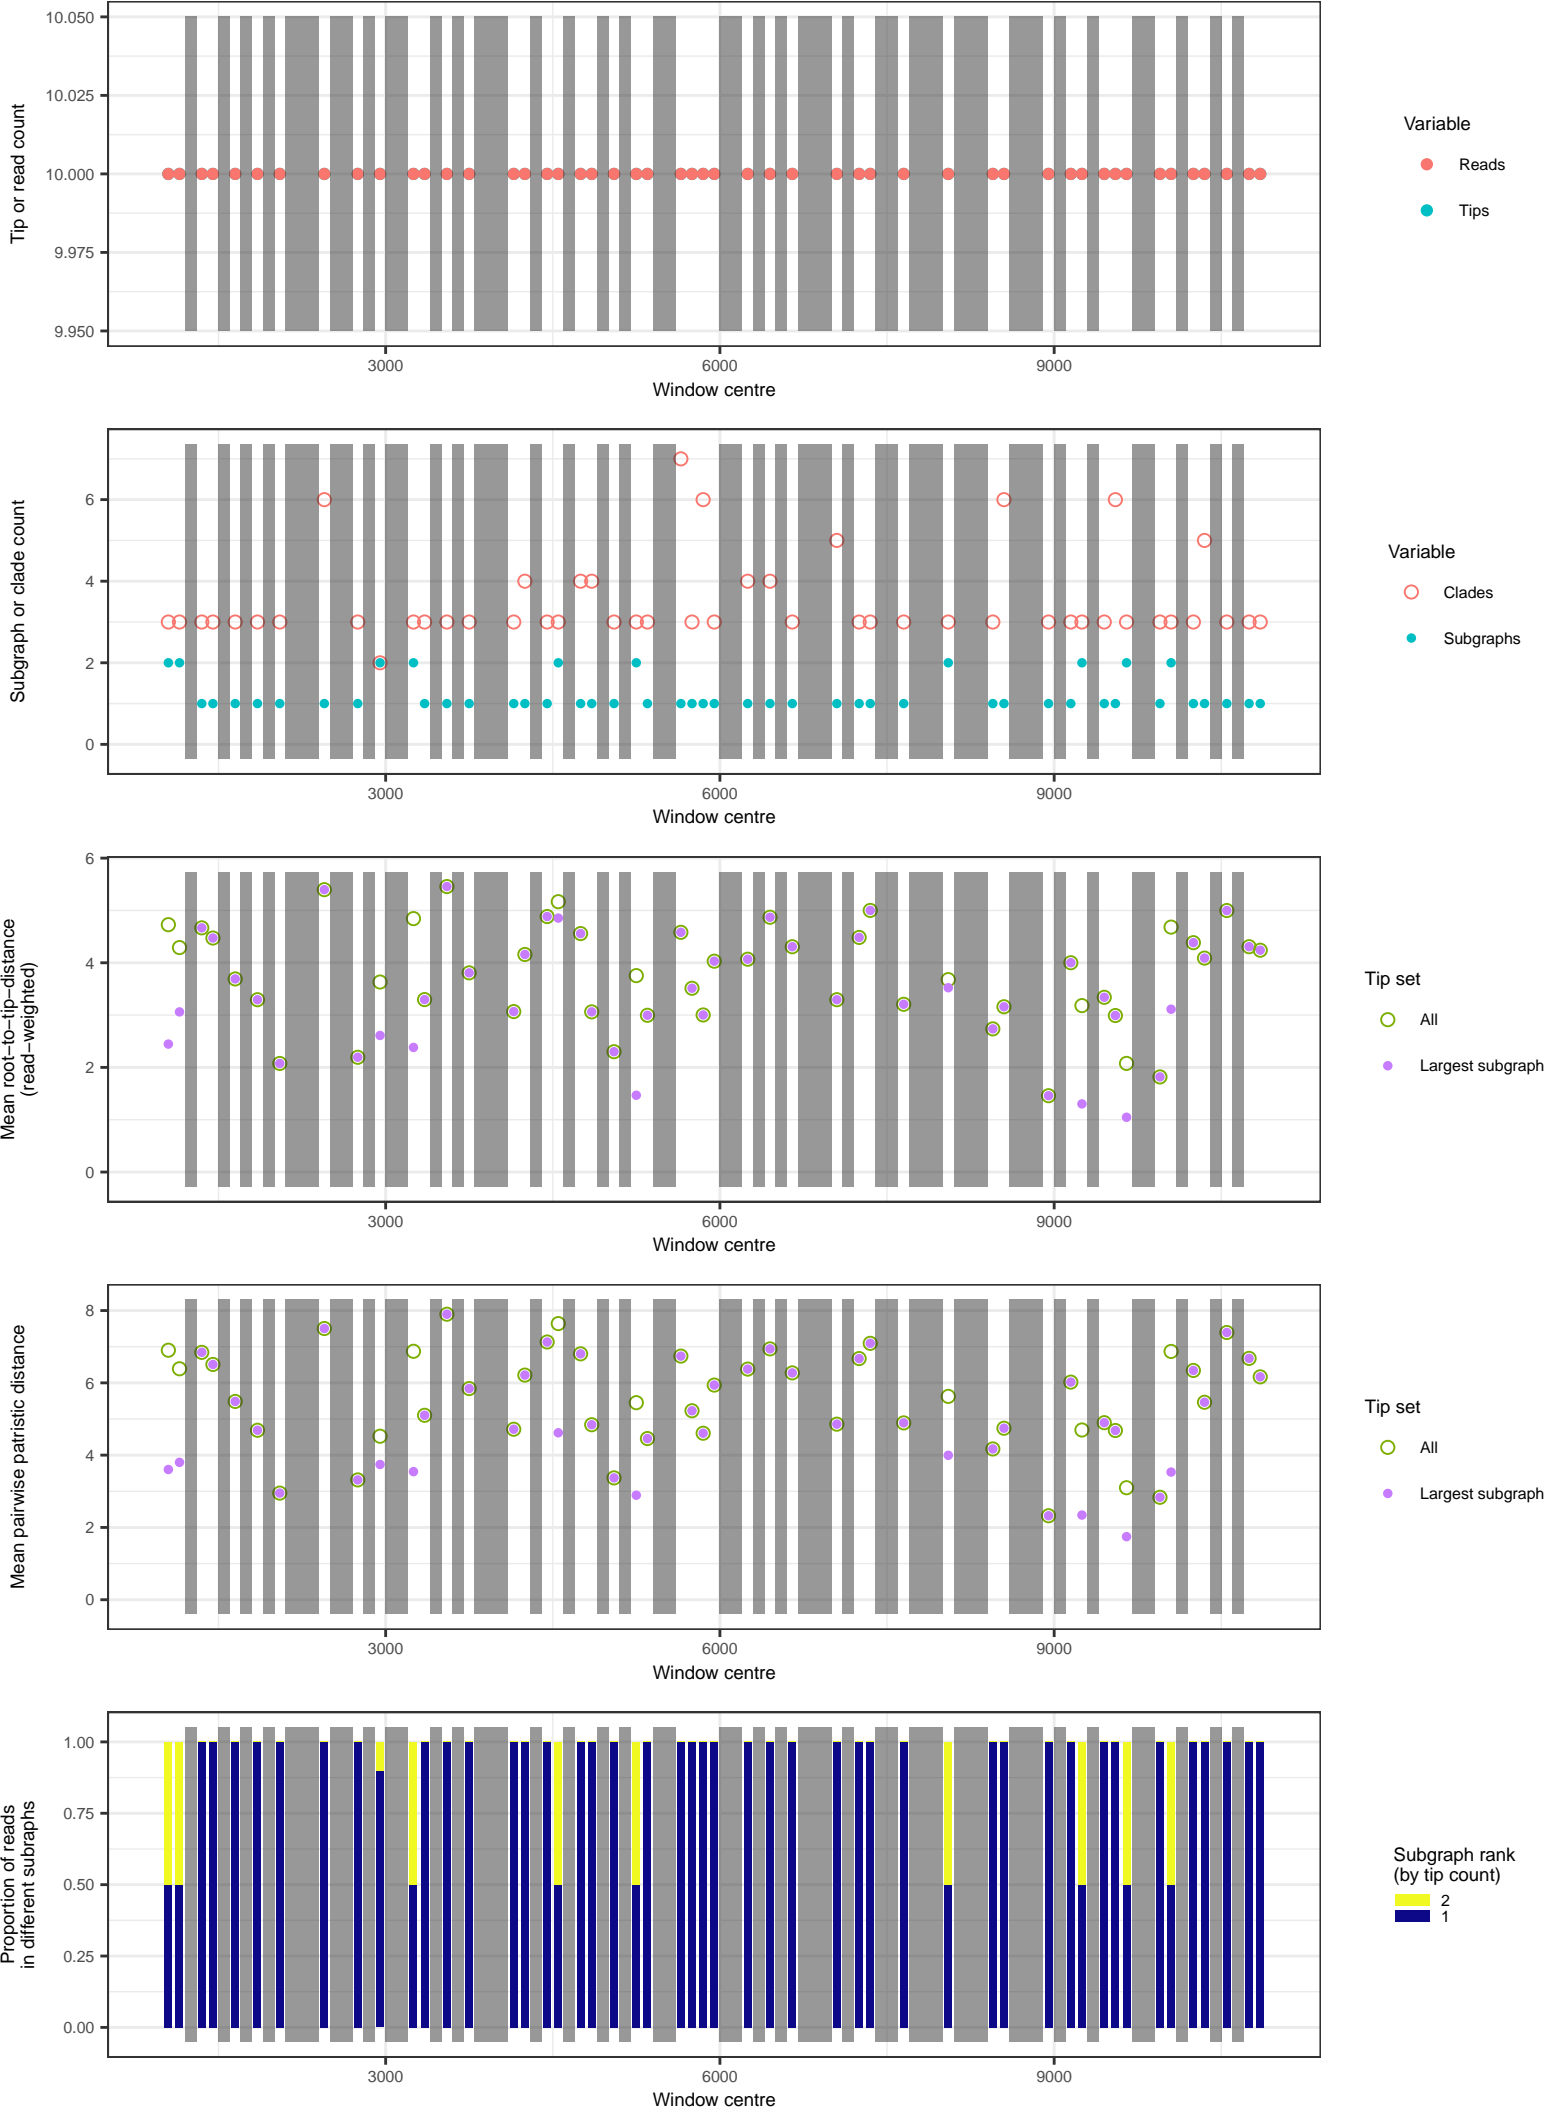 10.050
10.025
10.000
9.975
9.950
Tip or read count
3000
6000
9000
Window centre
Variable
Reads
Tips
6
4
2
0
Subgraph or clade count
3000
6000
9000
Window centre
Variable
Clades
Subgraphs
6
4
2
0
Mean root−to−tip−distance
(read−weighted)
3000
6000
9000
Window centre
Tip set
All
Largest subgraph
8
6
4
2
0
Mean pairwise patristic distance
3000
6000
9000
Window centre
Tip set
All
Largest subgraph
1.00
0.75
0.50
0.25
0.00
Proportion of reads
in different subraphs
3000
6000
9000
Window centre
Subgraph rank
(by tip count)
2
1